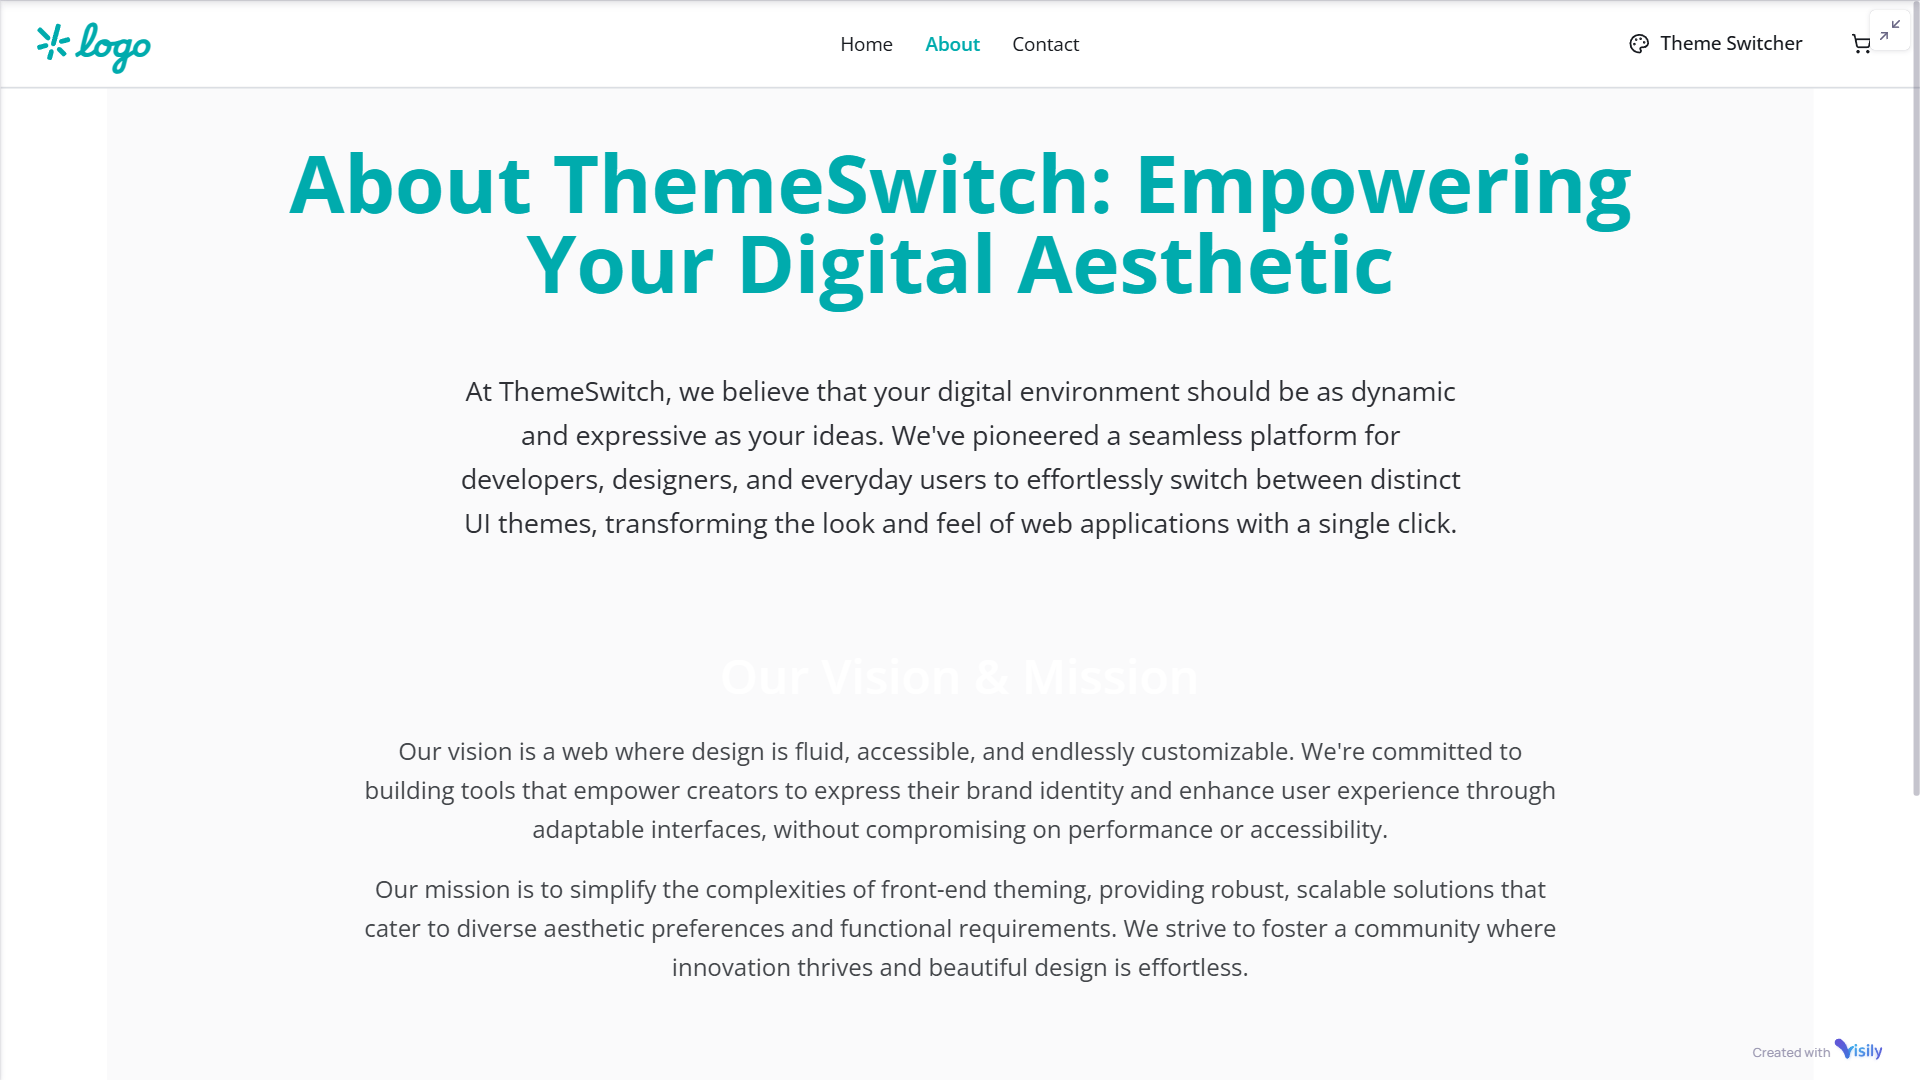 logo
Home
About
Contact
Theme Switcher
About ThemeSwitch: Empowering
Your Digital Aesthetic
At ThemeSwitch, we believe that your digital environment should be as dynamic
and expressive as your ideas. We've pioneered a seamless platform for
developers, designers, and everyday users to effortlessly switch between distinct
UI themes, transforming the look and feel of web applications with a single click.
Our Vision & Mission
Our vision is a web where design is fluid, accessible, and endlessly customizable. We're committed to
building tools that empower creators to express their brand identity and enhance user experience through
adaptable interfaces, without compromising on performance or accessibility.
Our mission is to simplify the complexities of front-end theming, providing robust, scalable solutions that
cater to diverse aesthetic preferences and functional requirements. We strive to foster a community where
innovation thrives and beautiful design is effortless.
Created with Visily